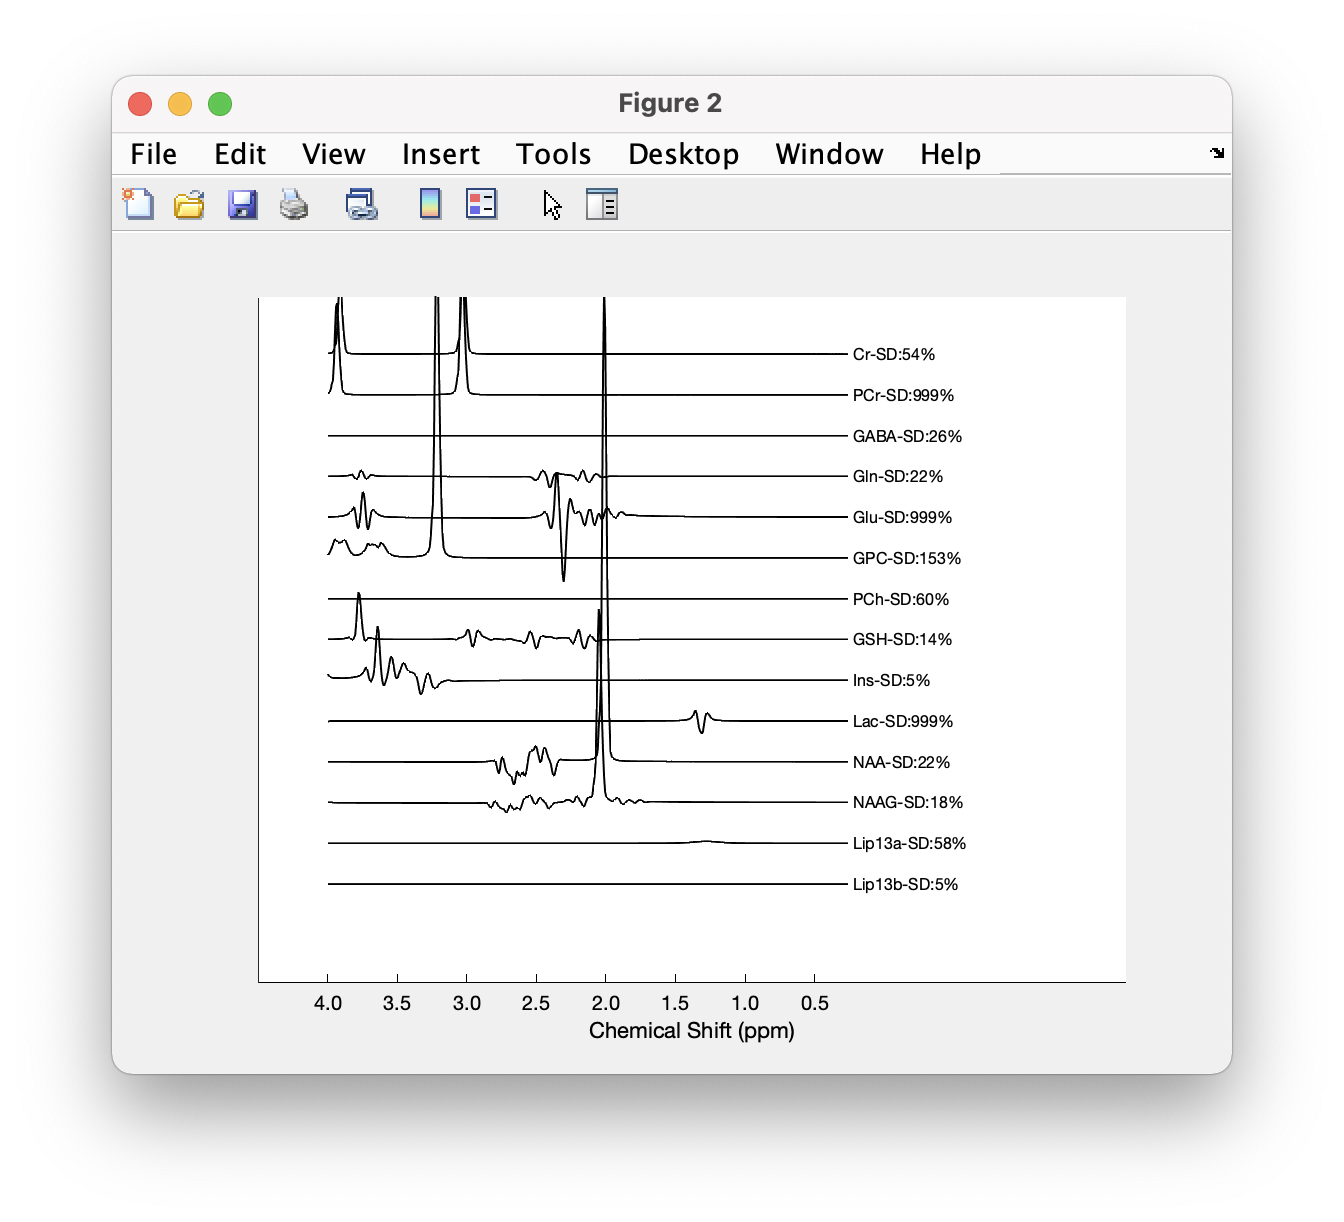 Figure 2
File Edit View Insert Tools Desktop Window Help
Cr-SD:54%
PCr-SD:999%
GABA-SD:26%
Gln-SD:22%
Glu-SD:999%
GPC-SD:153%
PCh-SD:60%
GSH-SD:14%
Ins-SD:5%
Lac-SD:999%
NAA-SD:22%
NAAG-SD:18%
Lip13a-SD:58%
Lip13b-SD:5%
4.0 3.5 3.0 2.5 2.0 1.5 1.0 0.5
Chemical Shift (ppm)